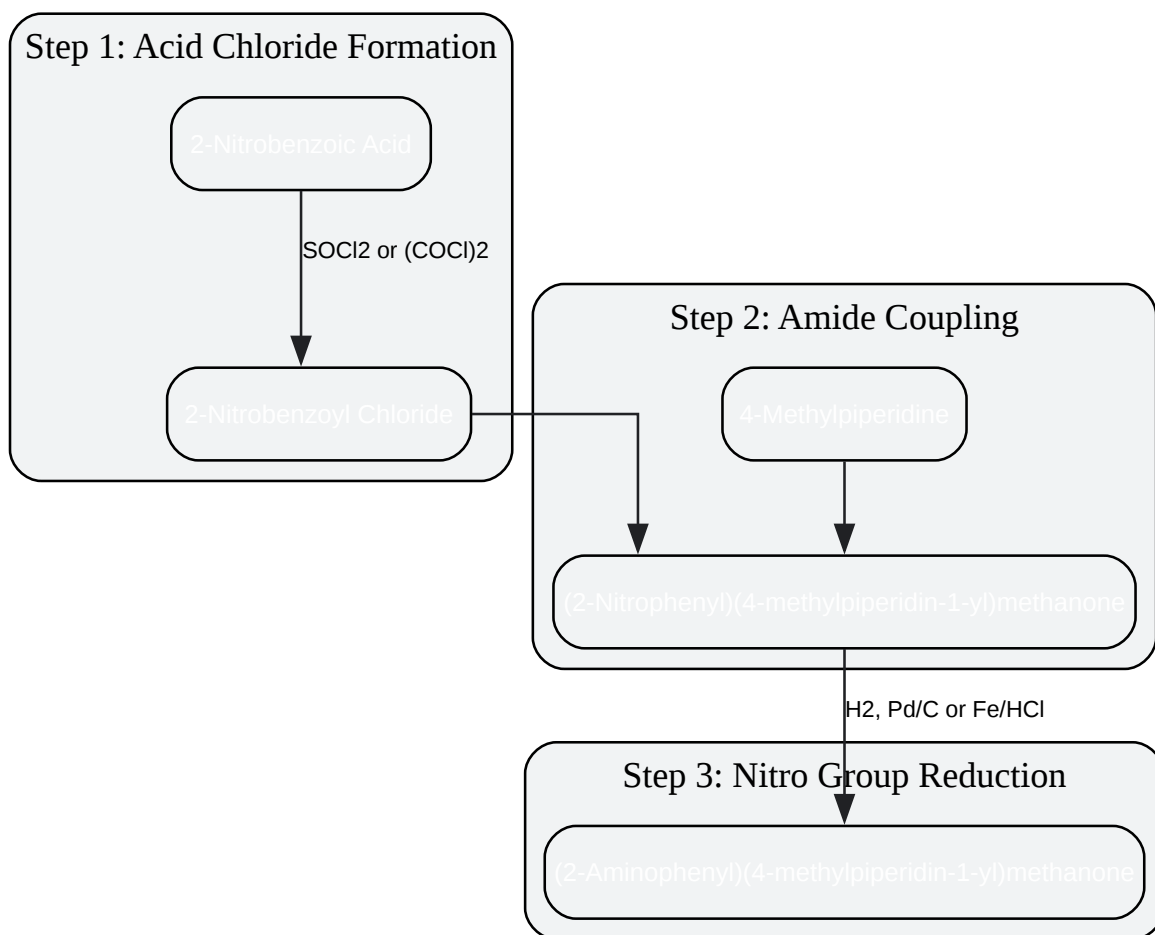 Step 1: Acid Chloride Formation
2-Nitrobenzoic Acid
SOCl2 or (COCl)2
2-Nitrobenzoyl Chloride
Step 2: Amide Coupling
4-Methylpiperidine
(2-Nitrophenyl)(4-methylpiperidin-1-yl)methanone
H2, Pd/C or Fe/HCl
Step 3: Nitro Group Reduction
(2-Aminophenyl)(4-methylpiperidin-1-yl)methanone